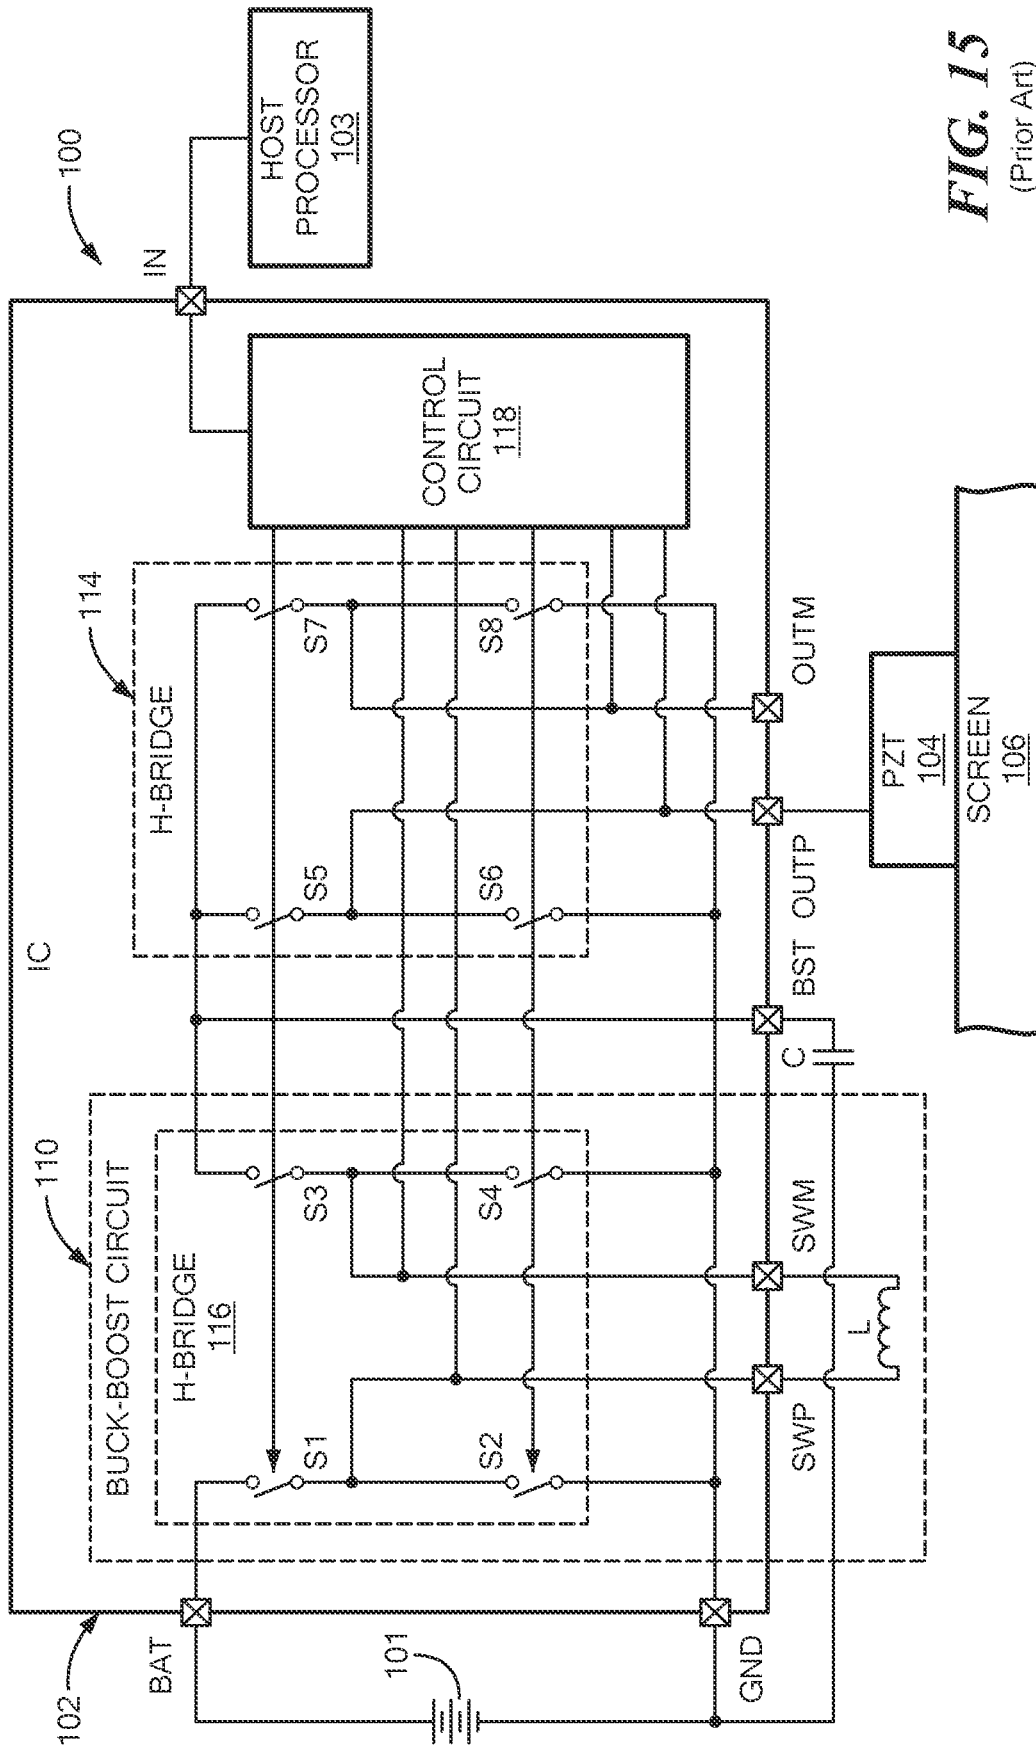 100
102
IC
IN
HOST
PROCESSOR
103
110
114
BUCK-BOOST CIRCUIT
H-BRIDGE
116
H-BRIDGE
CONTROL
CIRCUIT
118
BAT
S1
S3
S5
S7
101
S2
S4
S6
S8
GND
SWP
SWM
BST
OUTP
OUTM
L
C
PZT
104
SCREEN
106
FIG. 15
(Prior Art)